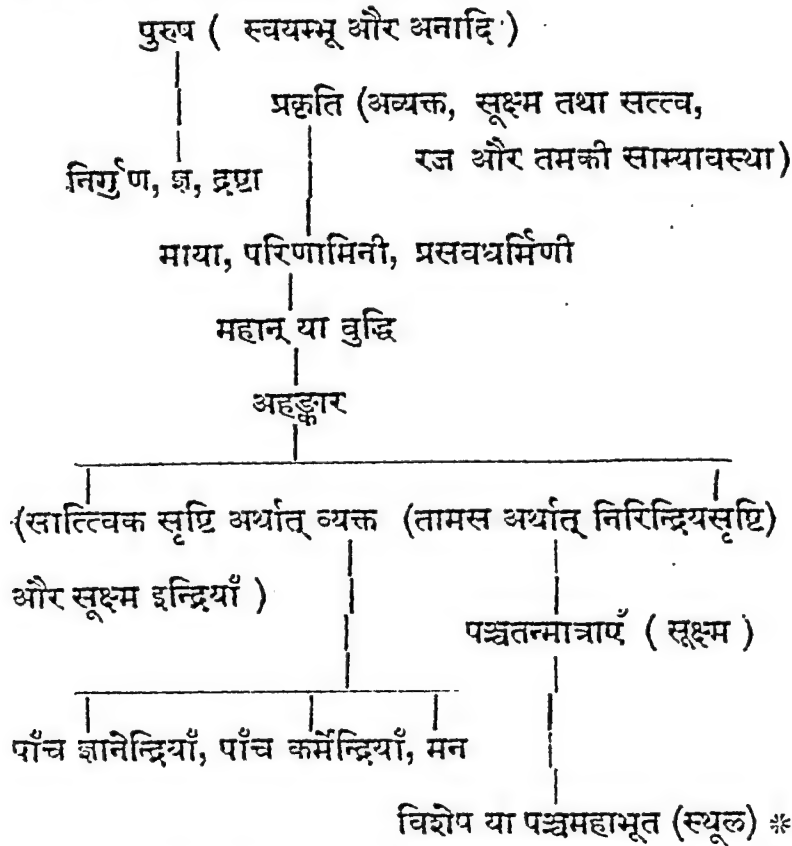 पुरुष ( स्वयम्भू और अनादि )
प्रकृति (अव्यक्त, सूक्ष्म तथा सत्त्व,
रज और तमकी साम्यावस्था)
निर्गुण, ज्ञ, द्रष्टा
माया, परिणामिनी, प्रसवधर्मिणी
महान् या वुद्धि
अहङ्कार
(सात्त्विक सृष्टि अर्थात् व्यक्त (तामस अर्थात् निरिन्द्रियसृष्टि)
और सूक्ष्म इन्द्रियाँ )
पञ्चतन्मात्राएँ ( सूक्ष्म )
पाँच ज्ञानेन्द्रियाँ, पाँच कर्मेन्द्रियाँ, मन
विशेष या पञ्चमहाभूत (स्थूल) *